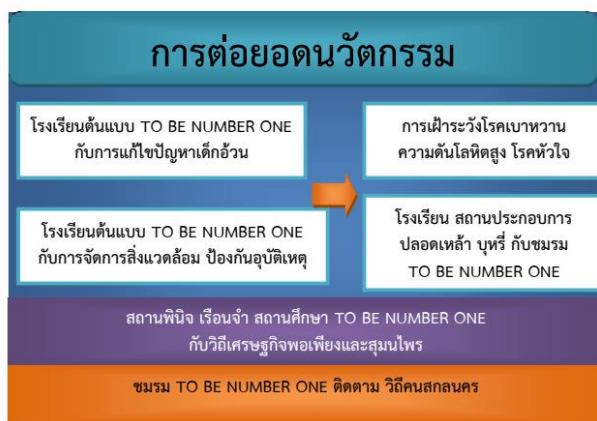 การต่อยอดนวัตกรรม
โรงเรียนต้นแบบ TO BE NUMBER ONE
กับการแก้ไขปัญหาเด็กอ้วน
การเฝ้าระวังโรคเบาหวาน
ความดันโลหิตสูง โรคหัวใจ
โรงเรียนต้นแบบ TO BE NUMBER ONE
กับการจัดการสิ่งแวดล้อม ป้องกันอุบัติเหตุ
โรงเรียน สถานประกอบการ
ปลอดเหล้า บุหรี่ กับชมรม
TO BE NUMBER ONE
สถานพินิจ เรือนจำ สถานศึกษา TO BE NUMBER ONE
กับวิถีเศรษฐกิจพอเพียงและสุมนไพร
ชมรม TO BE NUMBER ONE ติดตาม วิถีคนสกลนคร